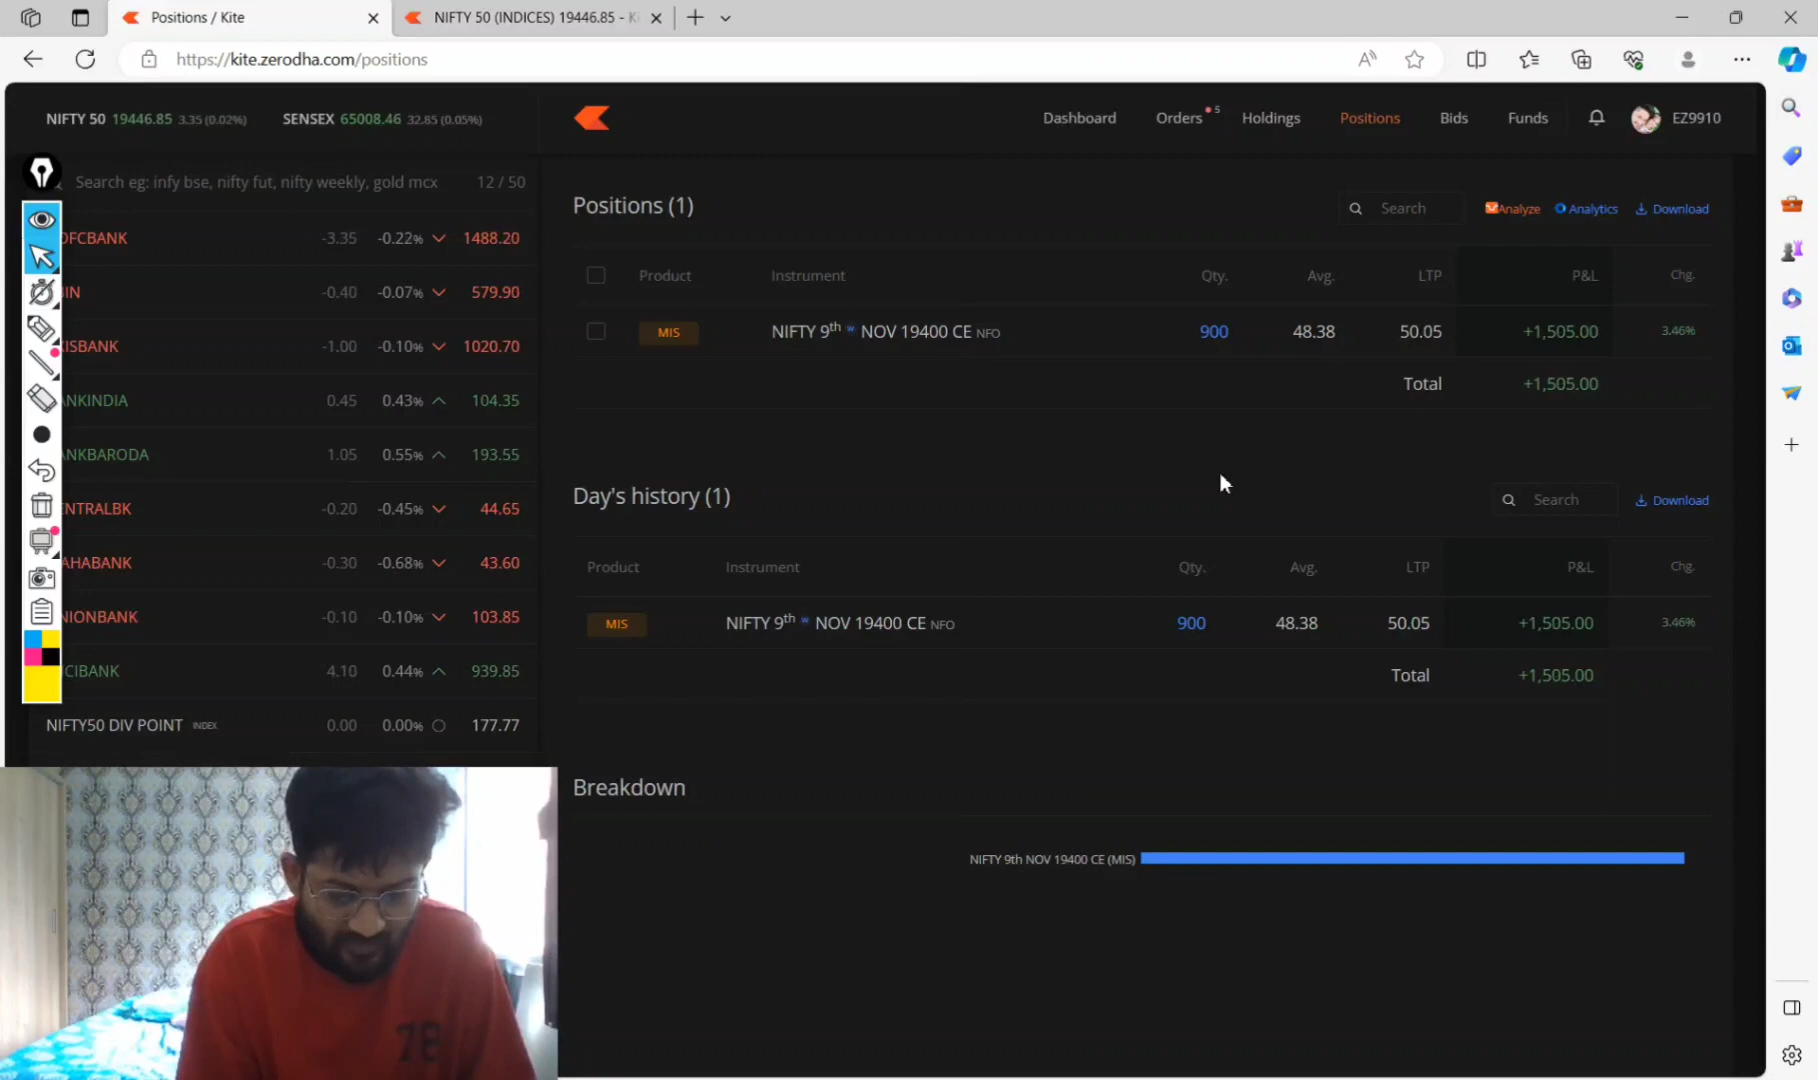 Positions / Kite
NIFTY 50 (INDICES) 19446.85 - Ki
https://kite.zerodha.com/positions
NIFTY 50 19446.85 3.35 (0.02%) SENSEX 65008.46 32.85 (0.05%)
Dashboard Orders 5 Holdings Positions Bids Funds EZ9910
Search eg: infy bse, nifty fut, nifty weekly, gold mcx 12 / 50
DFCBANK -3.35 -0.22% 1488.20
IN -0.40 -0.07% 579.90
XISBANK -1.00 -0.10% 1020.70
ANKINDIA 0.45 0.43% 104.35
ANKBARODA 1.05 0.55% 193.55
ENTRALBK -0.20 -0.45% 44.65
AHABANK -0.30 -0.68% 43.60
NIONBANK -0.10 -0.10% 103.85
CIBANK 4.10 0.44% 939.85
NIFTY50 DIV POINT INDEX 0.00 0.00% 177.77
Positions (1) Search Analyze Analytics Download
Product Instrument Qty. Avg. LTP P&L Chg.
MIS NIFTY 9th w NOV 19400 CE NFO 900 48.38 50.05 +1,505.00 3.46%
Total +1,505.00
Day's history (1) Search Download
Product Instrument Qty. Avg. LTP P&L Chg.
MIS NIFTY 9th w NOV 19400 CE NFO 900 48.38 50.05 +1,505.00 3.46%
Total +1,505.00
Breakdown
NIFTY 9th NOV 19400 CE (MIS)
78